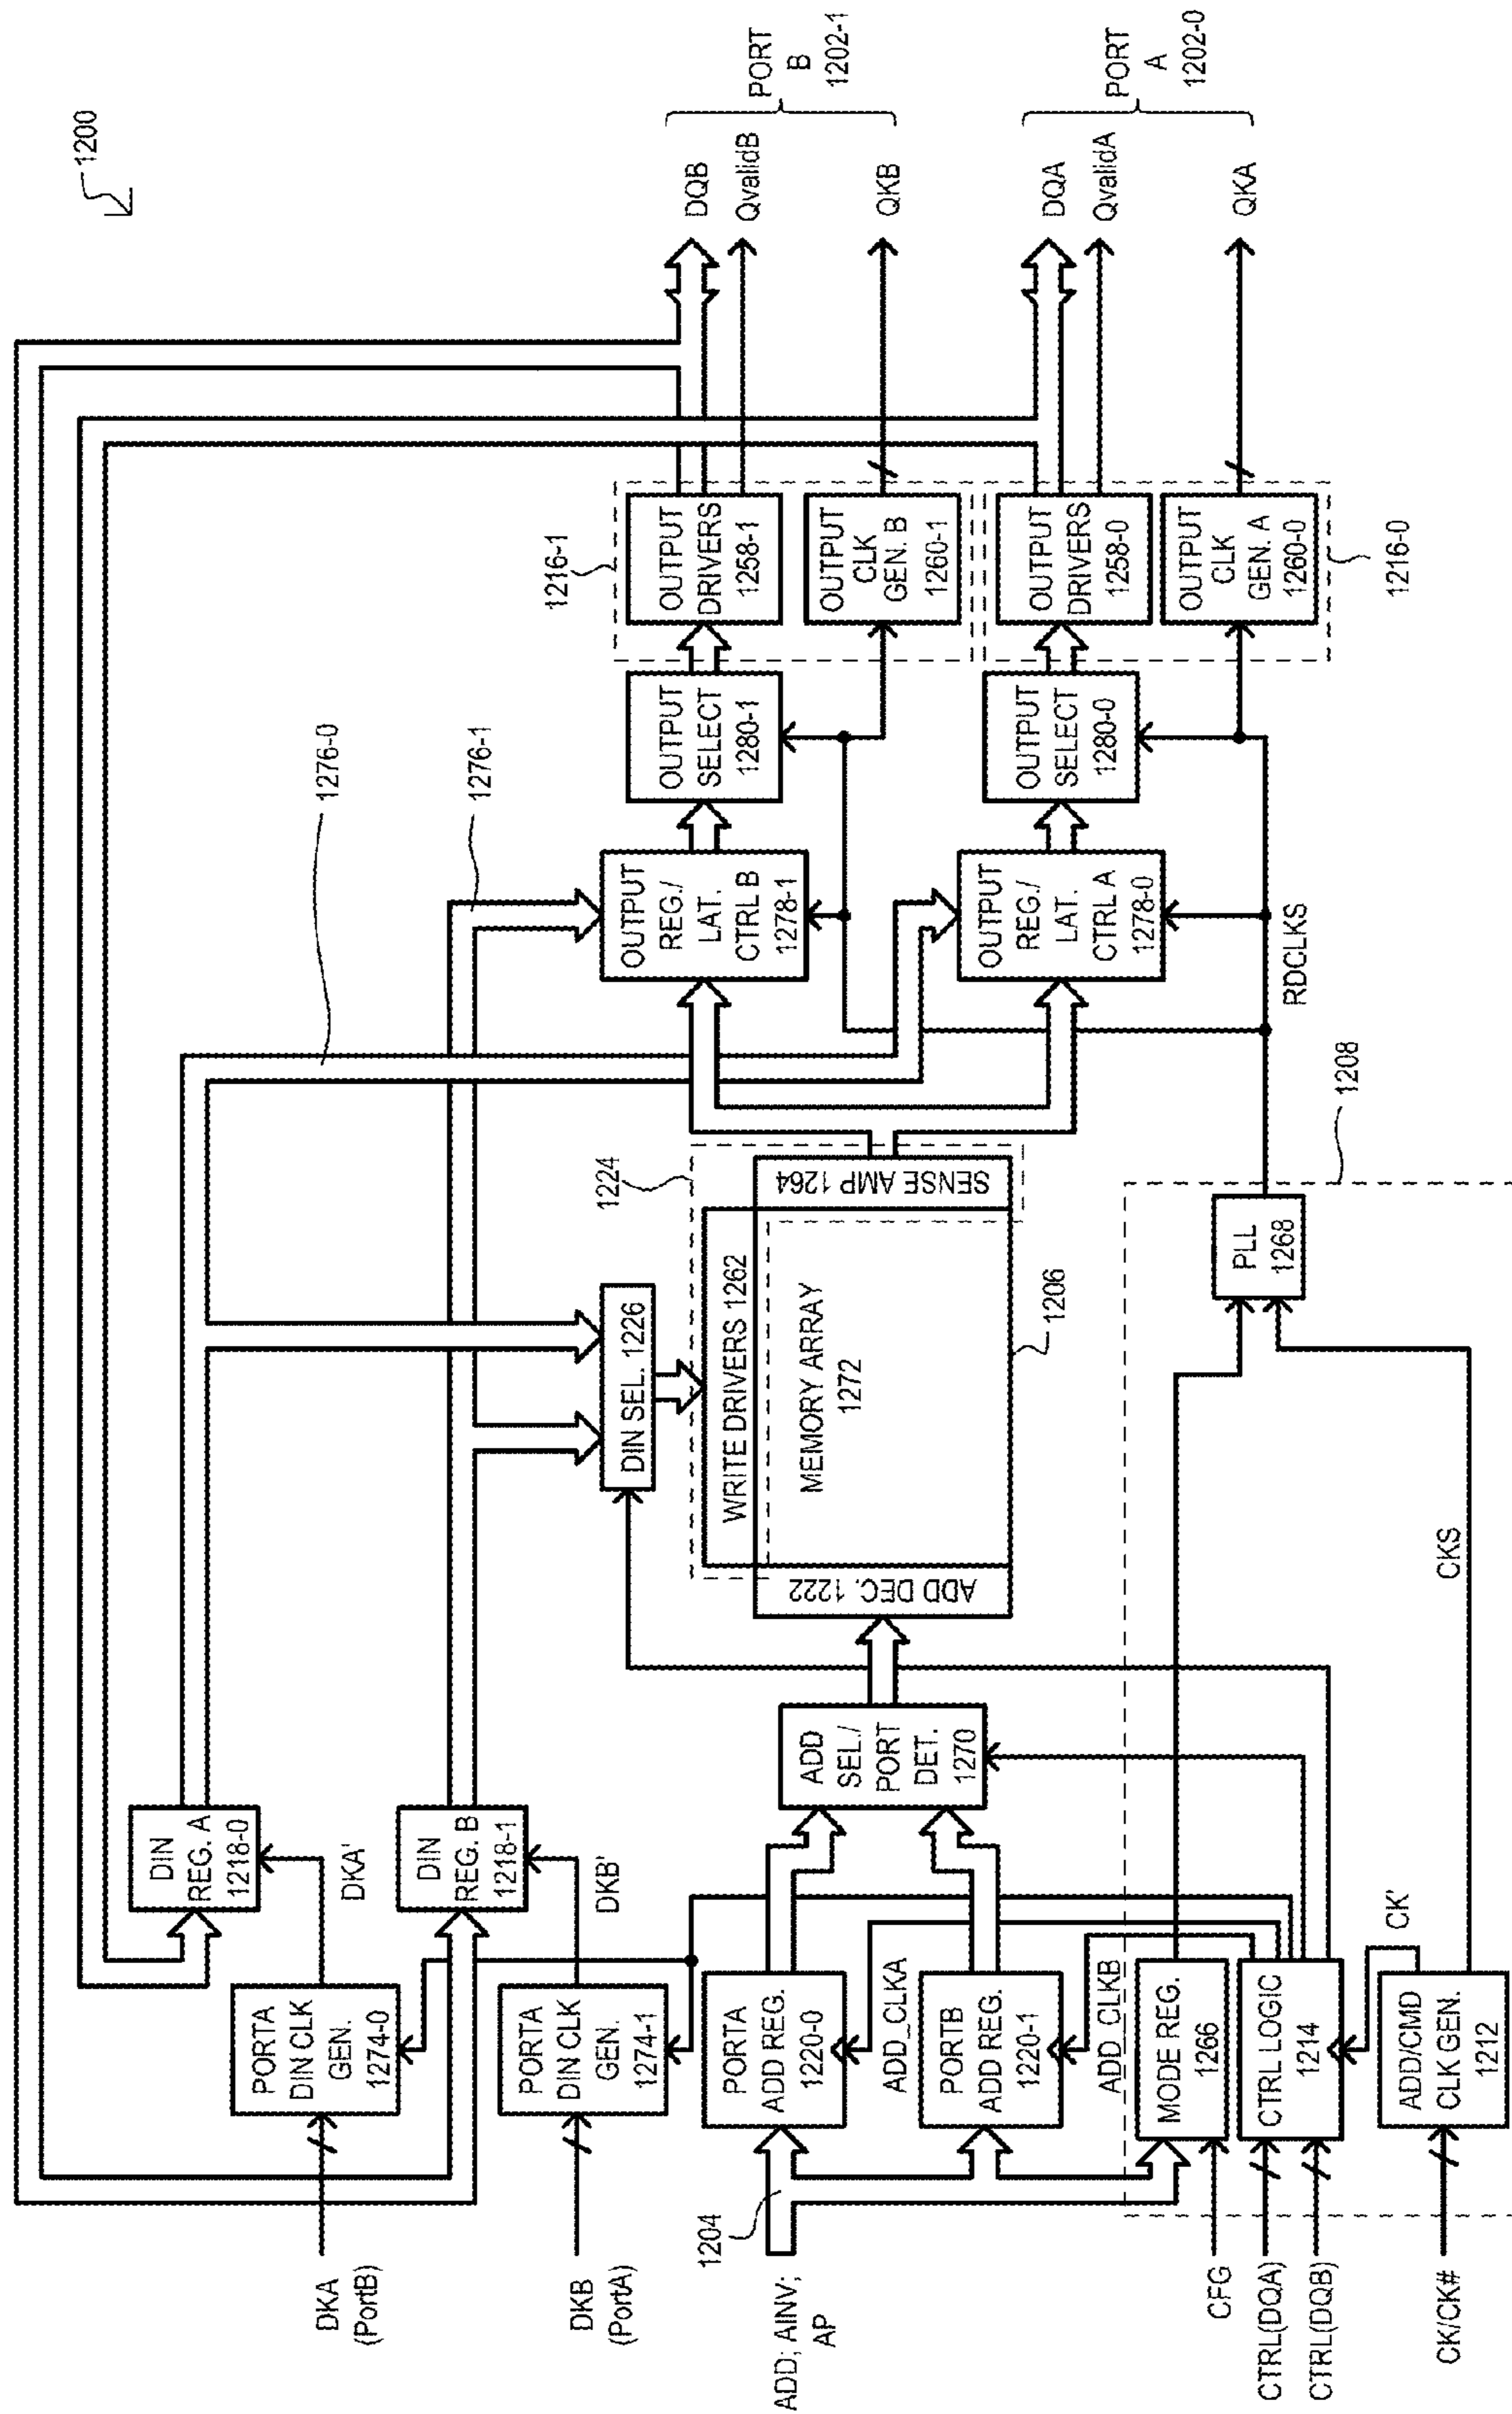 1200
DKA
(PortB)
PORTA
DIN CLK
GEN.
1274-0
DKA'
DIN
REG. A
1218-0
1276-0
1276-1
DKB
(PortA)
PORTA
DIN CLK
GEN.
1274-1
DKB'
DIN
REG. B
1218-1
ADD; AINV;
AP
1204
PORTA
ADD REG.
1220-0
ADD_CLKA
PORTB
ADD REG.
1220-1
ADD_CLKB
ADD
SEL./
PORT
DET.
1270
DIN SEL. 1226
1224
WRITE DRIVERS 1262
ADD DEC. 1222
MEMORY ARRAY
1272
SENSE AMP 1264
1206
OUTPUT
REG./
LAT.
CTRL B
1278-1
OUTPUT
SELECT
1280-1
1216-1
OUTPUT
DRIVERS
1258-1
OUTPUT
CLK
GEN. B
1260-1
DQB
QvalidB
QKB
PORT
B
1202-1
OUTPUT
REG./
LAT.
CTRL A
1278-0
OUTPUT
SELECT
1280-0
OUTPUT
DRIVERS
1258-0
OUTPUT
CLK
GEN. A
1260-0
1216-0
DQA
QvalidA
QKA
PORT
A
1202-0
RDCLKS
1208
CFG
MODE REG.
1266
CTRL(DQA)
CTRL(DQB)
CTRL LOGIC
1214
CK'
CK/CK#
ADD/CMD
CLK GEN.
1212
CKS
PLL
1268